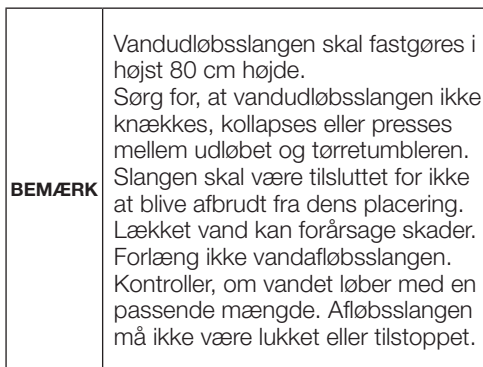 BEMÆRK
Vandudløbsslangen skal fastgøres i
højst 80 cm højde.
Sørg for, at vandudløbsslangen ikke
knækkes, kollapses eller presses
mellem udløbet og tørretumbleren.
Slangen skal være tilsluttet for ikke
at blive afbrudt fra dens placering.
Lækket vand kan forårsage skader.
Forlæng ikke vandafløbsslangen.
Kontroller, om vandet løber med en
passende mængde. Afløbsslangen
må ikke være lukket eller tilstoppet.